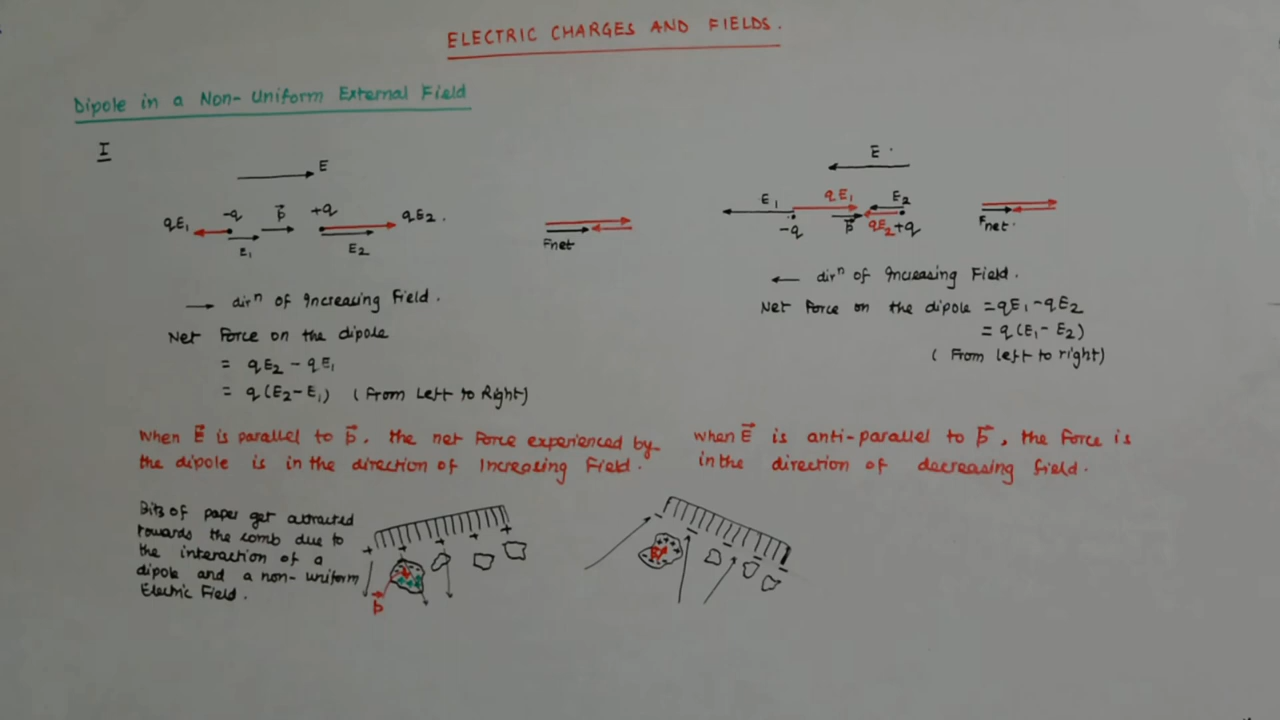 ELECTRIC CHARGES AND FIELDS.
Dipole in a Non-Uniform External Field
I
E
qE₁ -q p⃗ +q qE₂.
E₁ E₂
Fnet
→ dirⁿ of Increasing Field.
Net Force on the dipole
= qE₂ - qE₁
= q(E₂-E₁) (From Left to Right)
When E⃗ is parallel to p⃗, the net force experienced by
the dipole is in the direction of Increasing Field.
E
E₁ qE₁ E₂
-q p⃗ qE₂ +q
Fnet.
← dirⁿ of Increasing Field.
Net Force on the dipole = qE₁-qE₂
= q(E₁-E₂)
(From left to right)
when E⃗ is anti-parallel to p⃗, the force is
in the direction of decreasing field.
Bits of paper get attracted
towards the comb due to
the interaction of a
dipole and a non-uniform
Electric Field.
+ + + + +
p⃗
- - - -